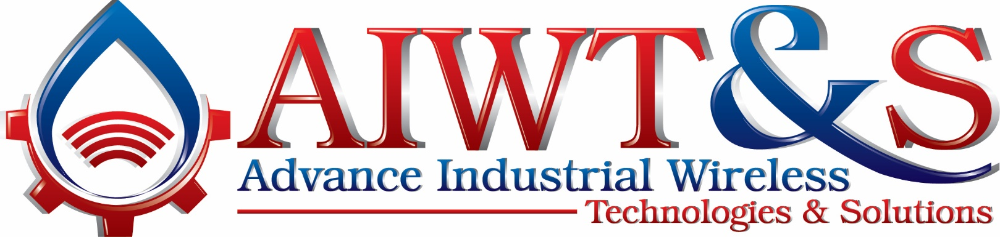 AIWT&S
Advance Industrial Wireless
Technologies & Solutions